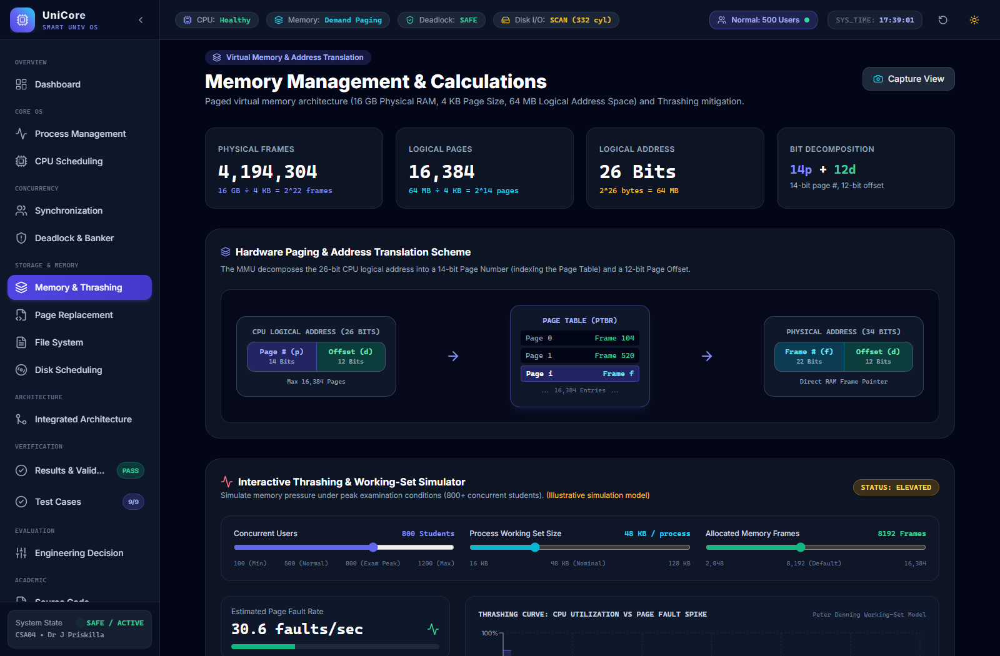 UniCore
SMART UNIV OS
CPU: Healthy
Memory: Demand Paging
Deadlock: SAFE
Disk I/O: SCAN (332 cyl)
Normal: 500 Users
SYS_TIME: 17:39:01
OVERVIEW
Dashboard
CORE OS
Process Management
CPU Scheduling
CONCURRENCY
Synchronization
Deadlock & Banker
STORAGE & MEMORY
Memory & Thrashing
Page Replacement
File System
Disk Scheduling
ARCHITECTURE
Integrated Architecture
VERIFICATION
Results & Valid... PASS
Test Cases 9/9
EVALUATION
Engineering Decision
ACADEMIC
Source Code
System State SAFE / ACTIVE
CSA04 • Dr J Priskilla
Virtual Memory & Address Translation
Memory Management & Calculations
Paged virtual memory architecture (16 GB Physical RAM, 4 KB Page Size, 64 MB Logical Address Space) and Thrashing mitigation.
Capture View
PHYSICAL FRAMES
4,194,304
16 GB ÷ 4 KB = 2^22 frames
LOGICAL PAGES
16,384
64 MB ÷ 4 KB = 2^14 pages
LOGICAL ADDRESS
26 Bits
2^26 bytes = 64 MB
BIT DECOMPOSITION
14p + 12d
14-bit page #, 12-bit offset
Hardware Paging & Address Translation Scheme
The MMU decomposes the 26-bit CPU logical address into a 14-bit Page Number (indexing the Page Table) and a 12-bit Page Offset.
CPU LOGICAL ADDRESS (26 BITS)
Page # (p) Offset (d)
14 Bits 12 Bits
Max 16,384 Pages
PAGE TABLE (PTBR)
Page 0 Frame 104
Page 1 Frame 520
Page i Frame f
... 16,384 Entries ...
PHYSICAL ADDRESS (34 BITS)
Frame # (f) Offset (d)
22 Bits 12 Bits
Direct RAM Frame Pointer
Interactive Thrashing & Working-Set Simulator
Simulate memory pressure under peak examination conditions (800+ concurrent students). (Illustrative simulation model)
STATUS: ELEVATED
Concurrent Users 800 Students
100 (Min) 500 (Normal) 800 (Exam Peak) 1200 (Max)
Process Working Set Size 48 KB / process
16 KB 48 KB (Nominal) 128 KB
Allocated Memory Frames 8192 Frames
2,048 8,192 (Default) 16,384
Estimated Page Fault Rate
30.6 faults/sec
THRASHING CURVE: CPU UTILIZATION VS PAGE FAULT SPIKE
Peter Denning Working-Set Model
100%